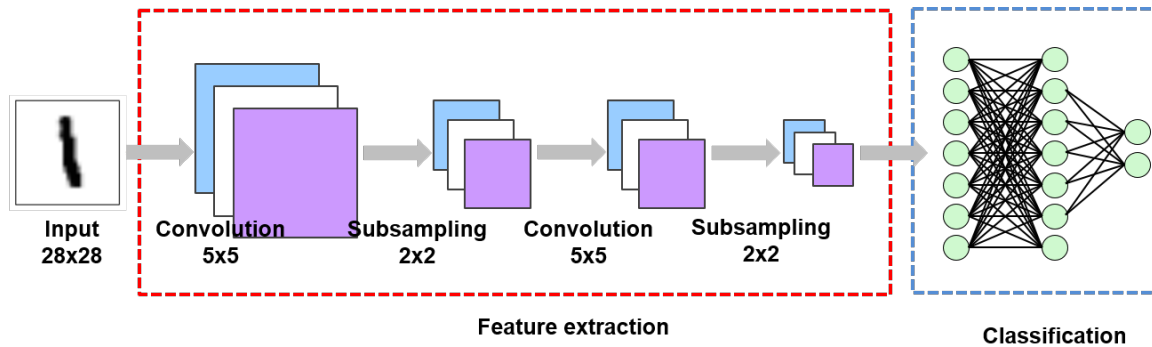 Input
28x28
Convolution
5x5
Subsampling
2x2
Convolution
5x5
Subsampling
2x2
Feature extraction
Classification